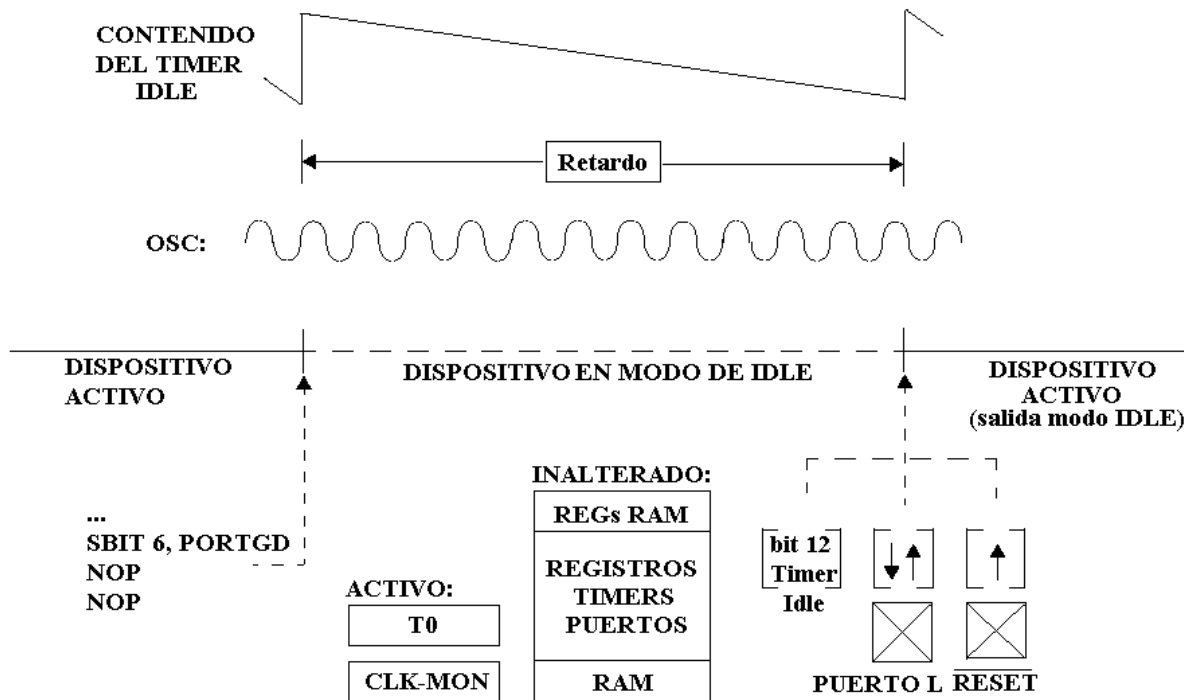 CONTENIDO
DEL TIMER
IDLE
Retardo
OSC:
DISPOSITIVO
ACTIVO
DISPOSITIVO EN MODO DE IDLE
DISPOSITIVO
ACTIVO
(salida modo IDLE)
...
SBIT 6, PORTGD
NOP
NOP
ACTIVO:
T0
CLK-MON
INALTERADO:
REGs RAM
REGISTROS
TIMERS
PUERTOS
RAM
bit 12
Timer
Idle
PUERTO L
RESET